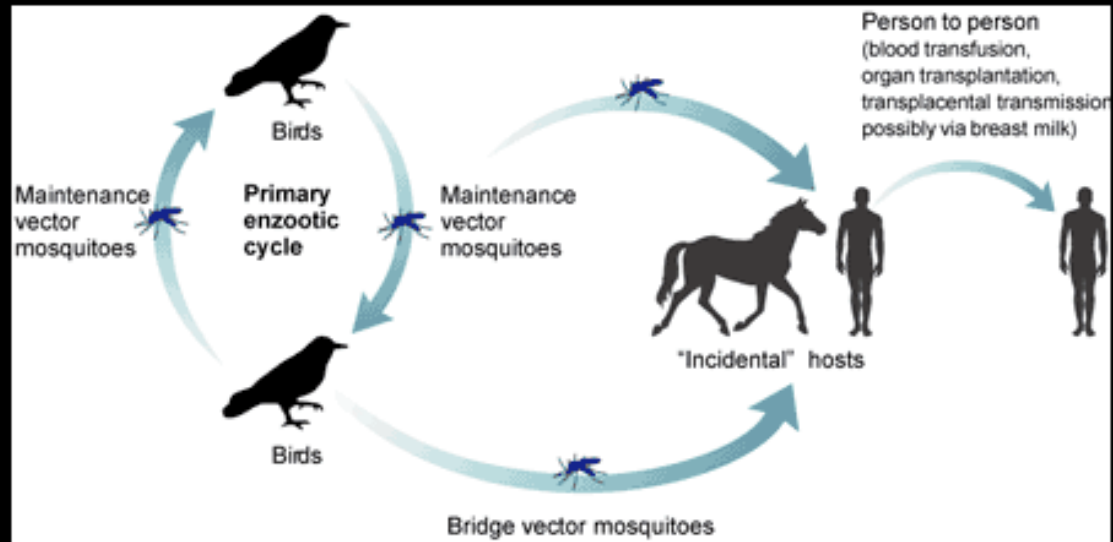 Person to person
(blood transfusion,
organ transplantation,
transplacental transmission
possibly via breast milk)
Birds
Maintenance
vector
mosquitoes
Primary
enzootic
cycle
Maintenance
vector
mosquitoes
"Incidental" hosts
Birds
Bridge vector mosquitoes